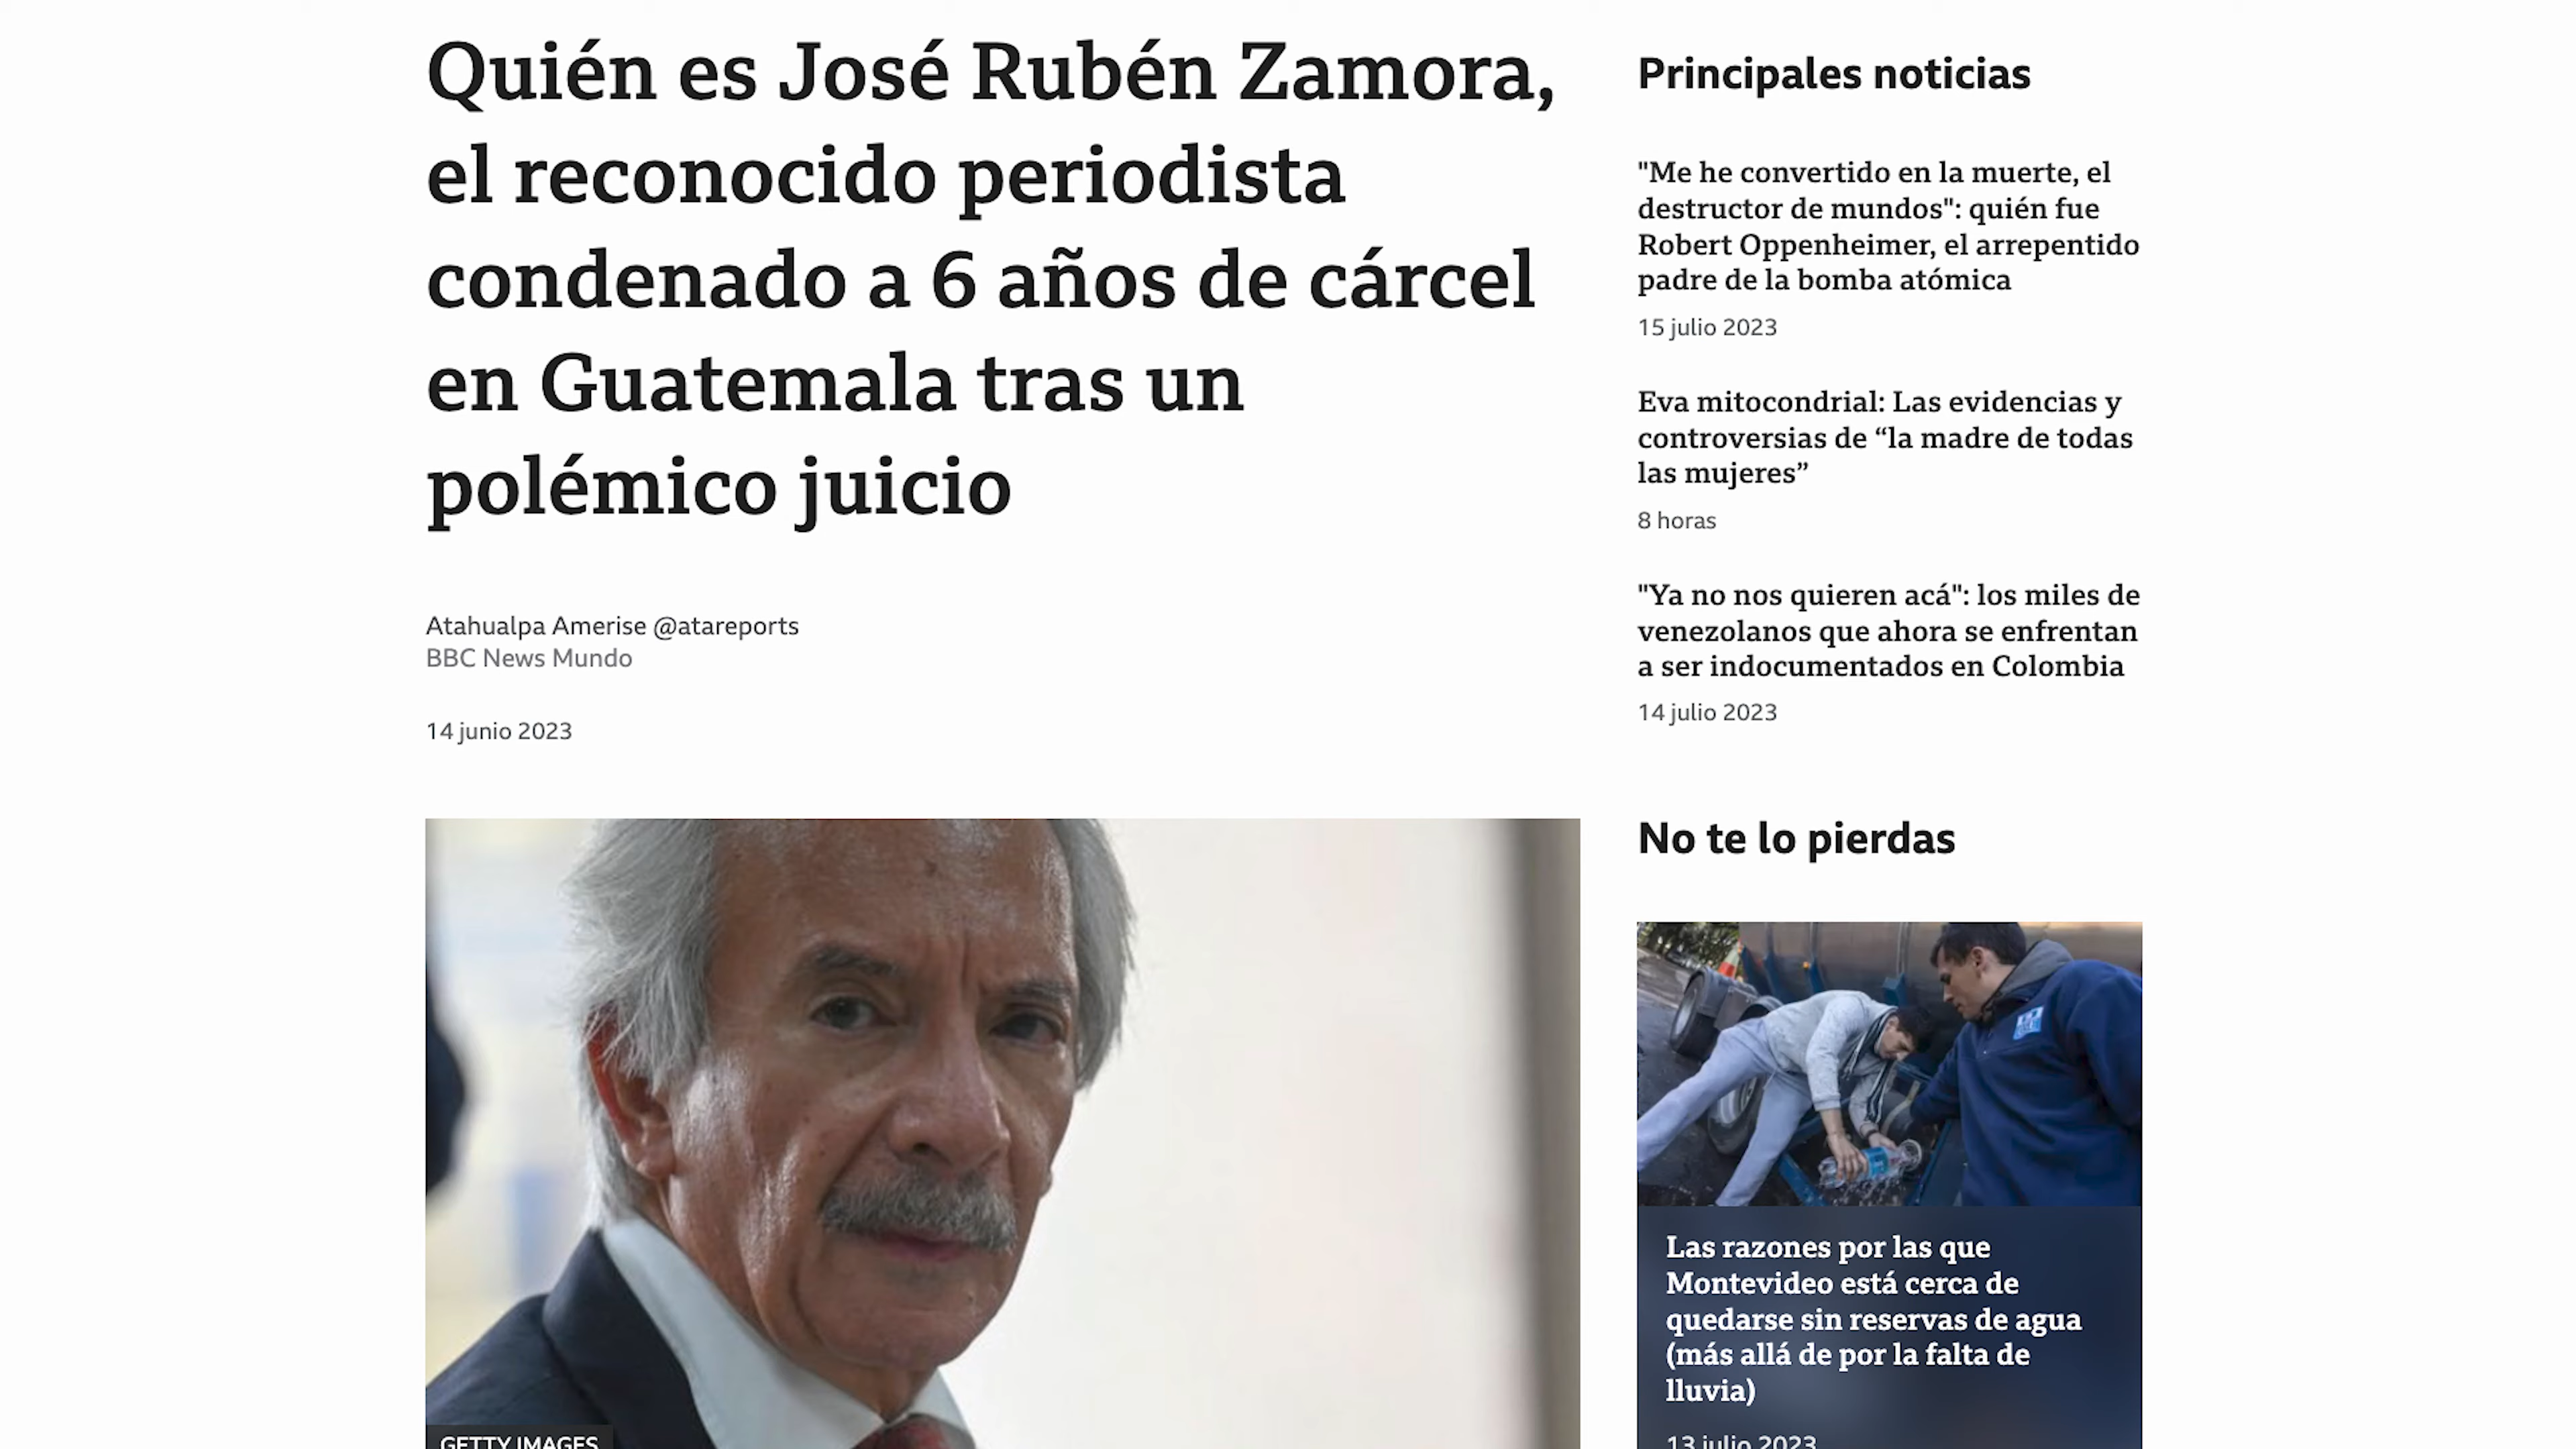 Quién es José Rubén Zamora,
el reconocido periodista
condenado a 6 años de cárcel
en Guatemala tras un
polémico juicio
Atahualpa Amerise @atareports
BBC News Mundo
14 junio 2023
GETTY IMAGES
Principales noticias
"Me he convertido en la muerte, el
destructor de mundos": quién fue
Robert Oppenheimer, el arrepentido
padre de la bomba atómica
15 julio 2023
Eva mitocondrial: Las evidencias y
controversias de “la madre de todas
las mujeres”
8 horas
"Ya no nos quieren acá": los miles de
venezolanos que ahora se enfrentan
a ser indocumentados en Colombia
14 julio 2023
No te lo pierdas
Las razones por las que
Montevideo está cerca de
quedarse sin reservas de agua
(más allá de por la falta de
lluvia)
13 julio 2023